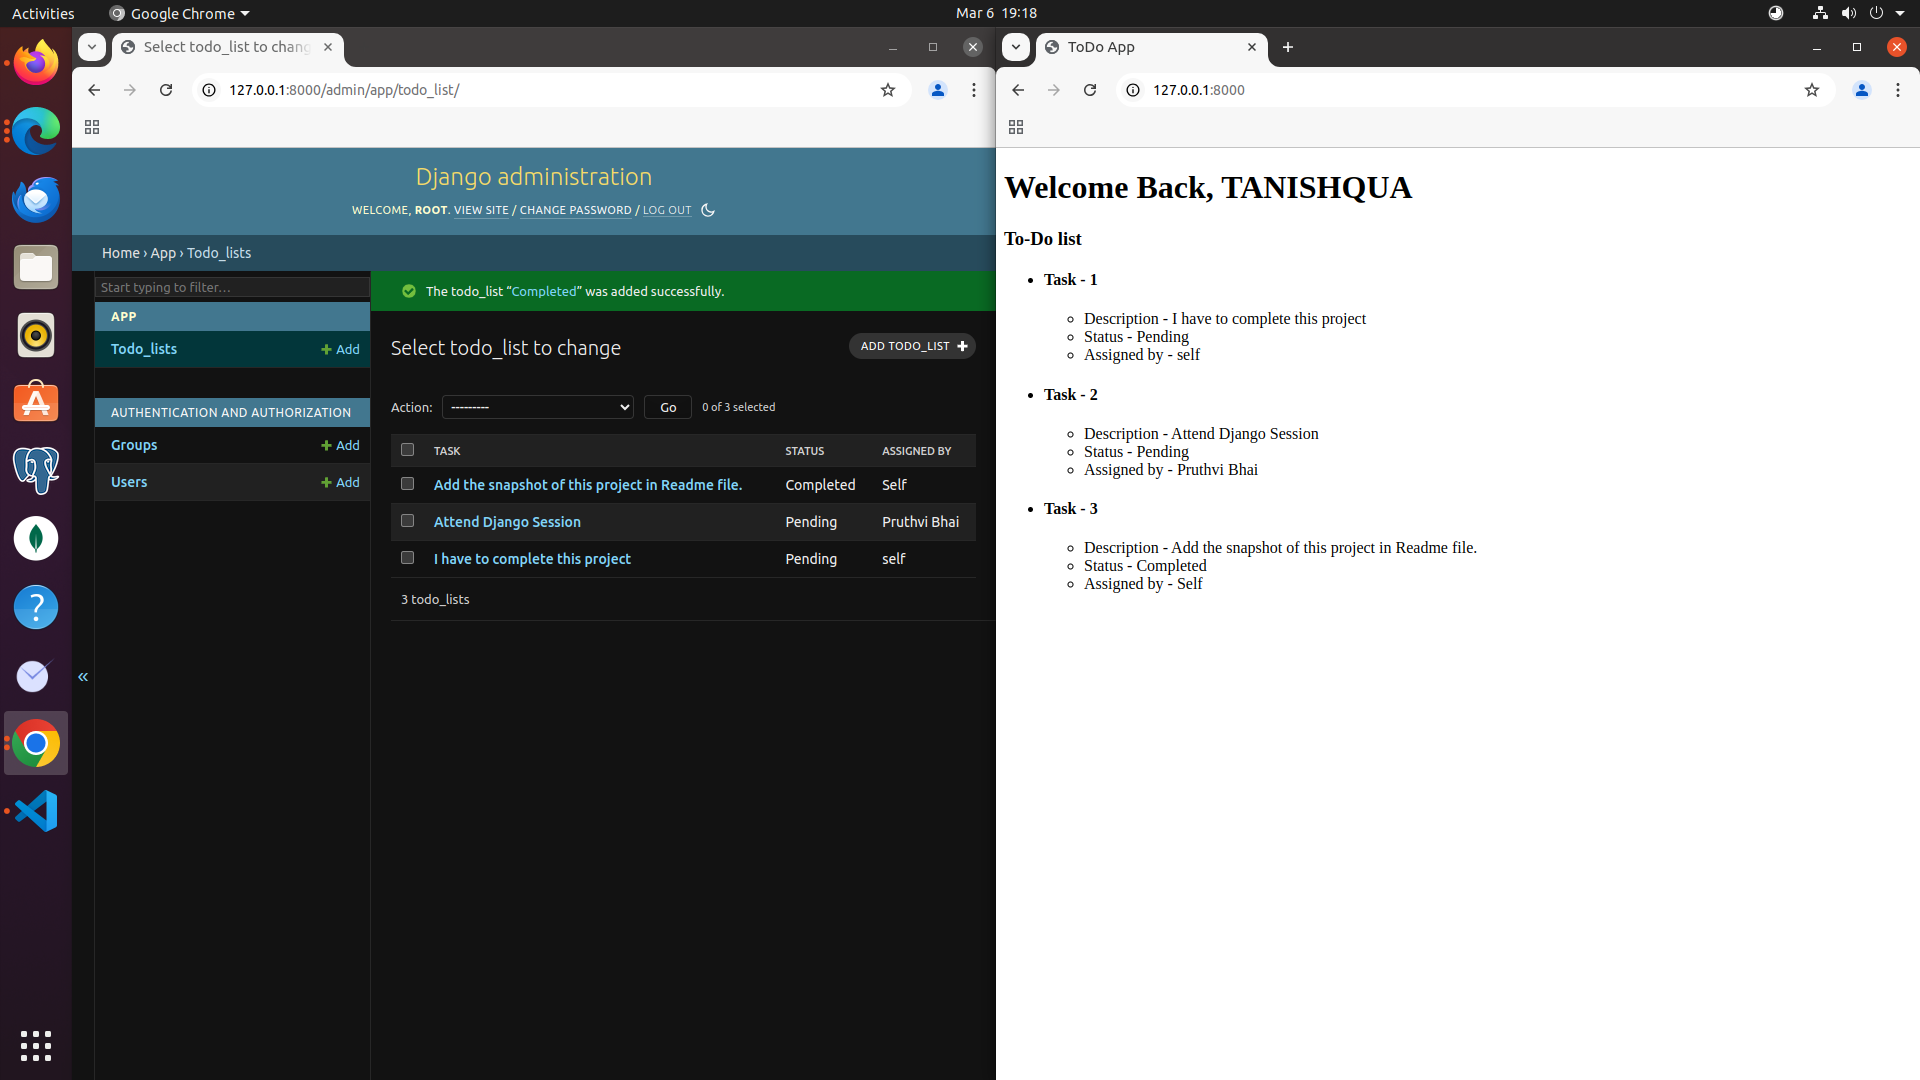 Activities
Google Chrome
Mar 6 19:18
Select todo_list to chang
127.0.0.1:8000/admin/app/todo_list/
Django administration
WELCOME, ROOT. VIEW SITE / CHANGE PASSWORD / LOG OUT
Home › App › Todo_lists
Start typing to filter...
APP
Todo_lists
+ Add
AUTHENTICATION AND AUTHORIZATION
Groups
+ Add
Users
+ Add
«
The todo_list “Completed” was added successfully.
Select todo_list to change
ADD TODO_LIST +
Action: --------- Go 0 of 3 selected
TASK STATUS ASSIGNED BY
Add the snapshot of this project in Readme file. Completed Self
Attend Django Session Pending Pruthvi Bhai
I have to complete this project Pending self
3 todo_lists
ToDo App
127.0.0.1:8000
Welcome Back, TANISHQUA
To-Do list
Task - 1
Description - I have to complete this project
Status - Pending
Assigned by - self
Task - 2
Description - Attend Django Session
Status - Pending
Assigned by - Pruthvi Bhai
Task - 3
Description - Add the snapshot of this project in Readme file.
Status - Completed
Assigned by - Self